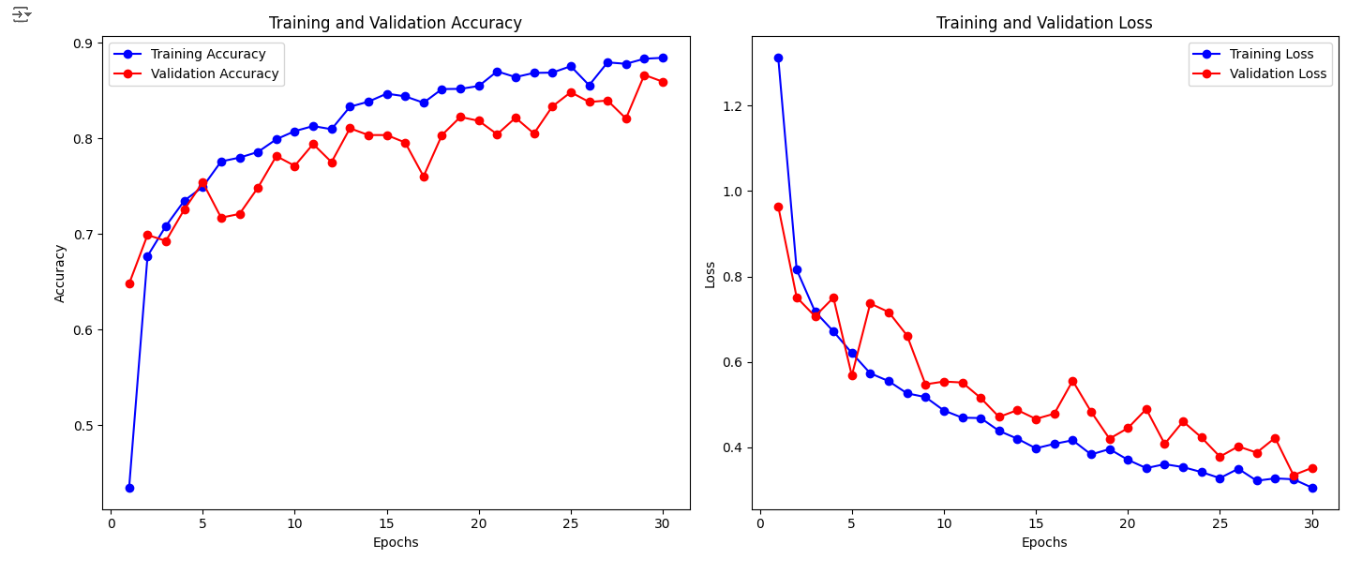 Training and Validation Accuracy
0.9
0.8
0.7
0.6
0.5
Accuracy
Training Accuracy
Validation Accuracy
0 5 10 15 20 25 30
Epochs
Training and Validation Loss
1.2
1.0
0.8
0.6
0.4
Loss
Training Loss
Validation Loss
0 5 10 15 20 25 30
Epochs